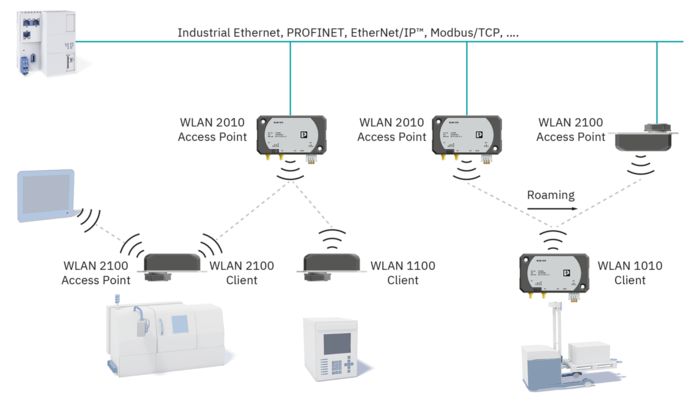 Industrial Ethernet, PROFINET, EtherNet/IP™, Modbus/TCP, ....
WLAN 2010
Access Point
WLAN 2010
Access Point
WLAN 2100
Access Point
Roaming
WLAN 2100
Access Point
WLAN 2100
Client
WLAN 1100
Client
WLAN 1010
Client